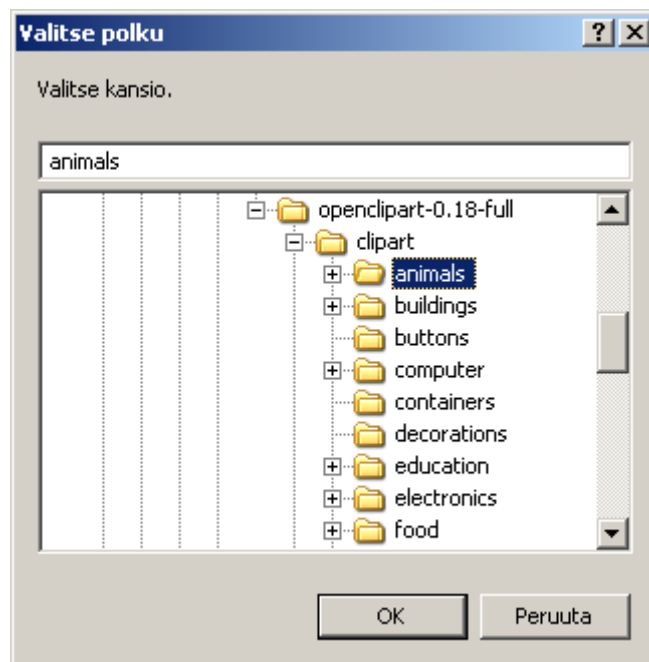 Valitse polku
Valitse kansio.
animals
openclipart-0.18-full
clipart
animals
buildings
buttons
computer
containers
decorations
education
electronics
food
OK Peruuta